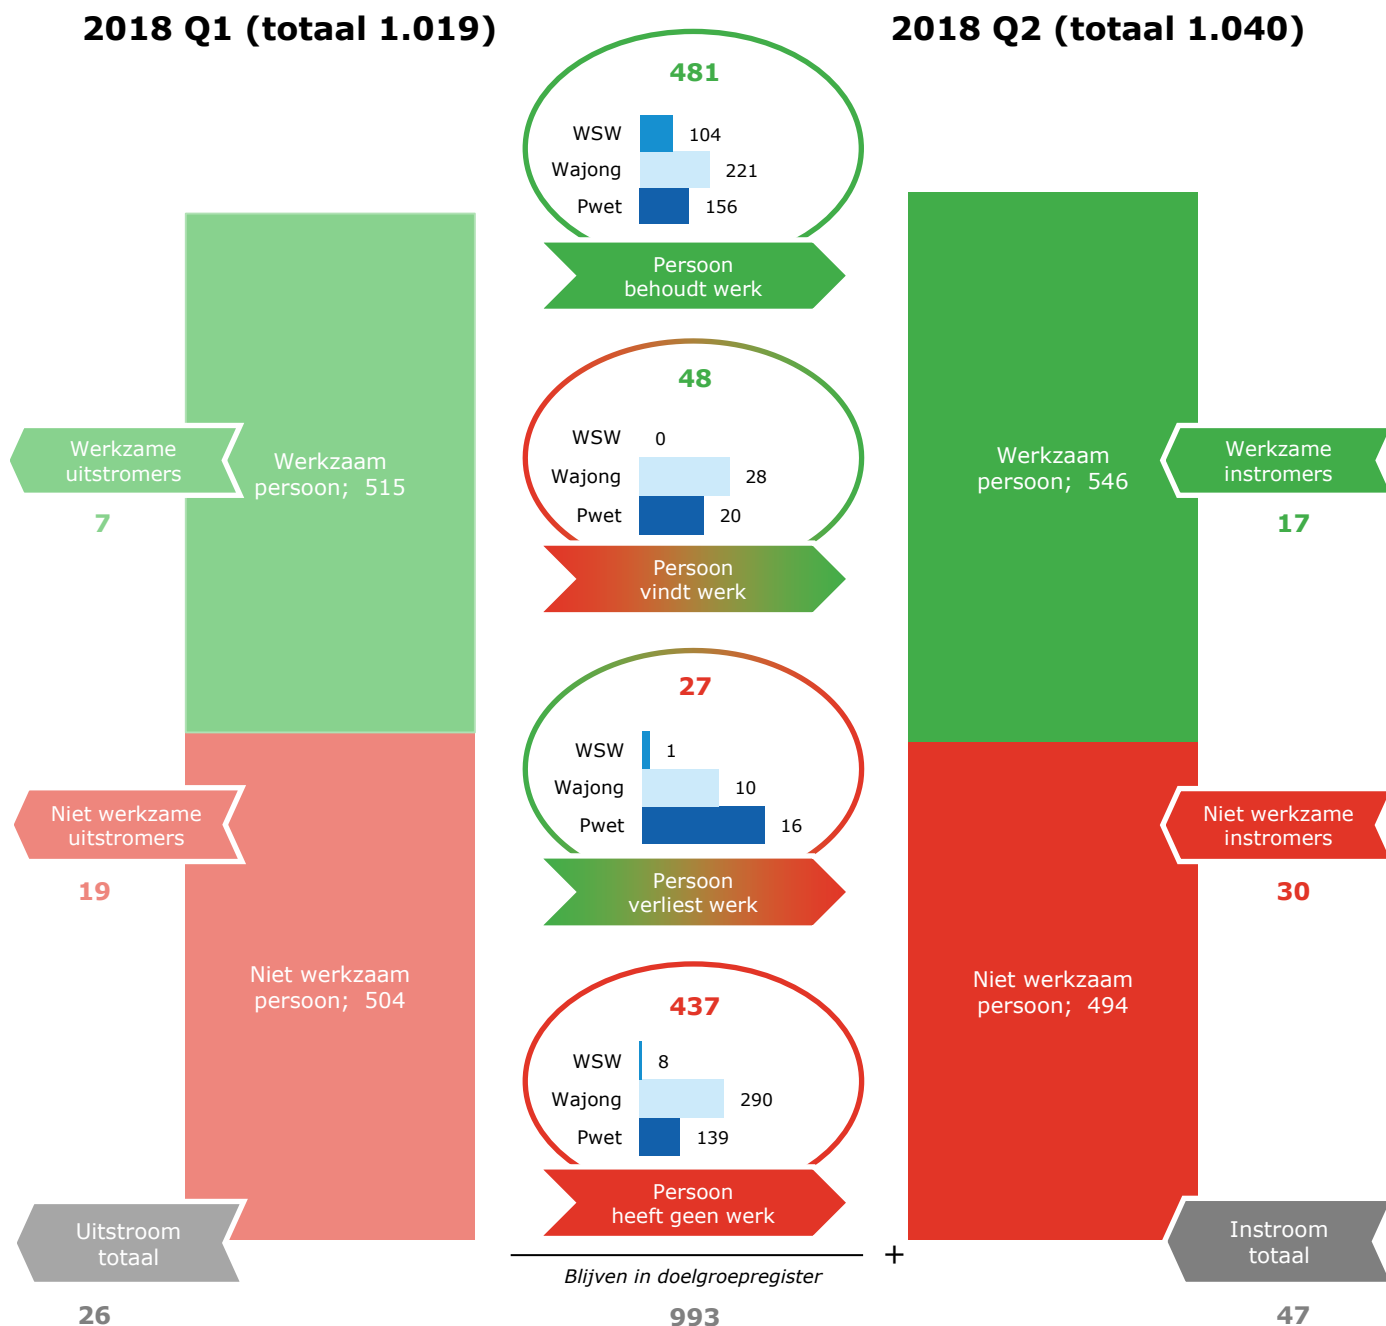 2018 Q1 (totaal 1.019)
2018 Q2 (totaal 1.040)
481
WSW 104
Wajong 221
Pwet 156
Persoon
behoudt werk
48
WSW 0
Wajong 28
Pwet 20
Persoon
vindt werk
27
WSW 1
Wajong 10
Pwet 16
Persoon
verliest werk
437
WSW 8
Wajong 290
Pwet 139
Persoon
heeft geen werk
Blijven in doelgroepregister
993
+
Werkzame
uitstromers
7
Werkzaam
persoon; 515
Niet werkzame
uitstromers
19
Niet werkzaam
persoon; 504
Uitstroom
totaal
26
Werkzaam
persoon; 546
Werkzame
instromers
17
Niet werkzame
instromers
30
Niet werkzaam
persoon; 494
Instroom
totaal
47